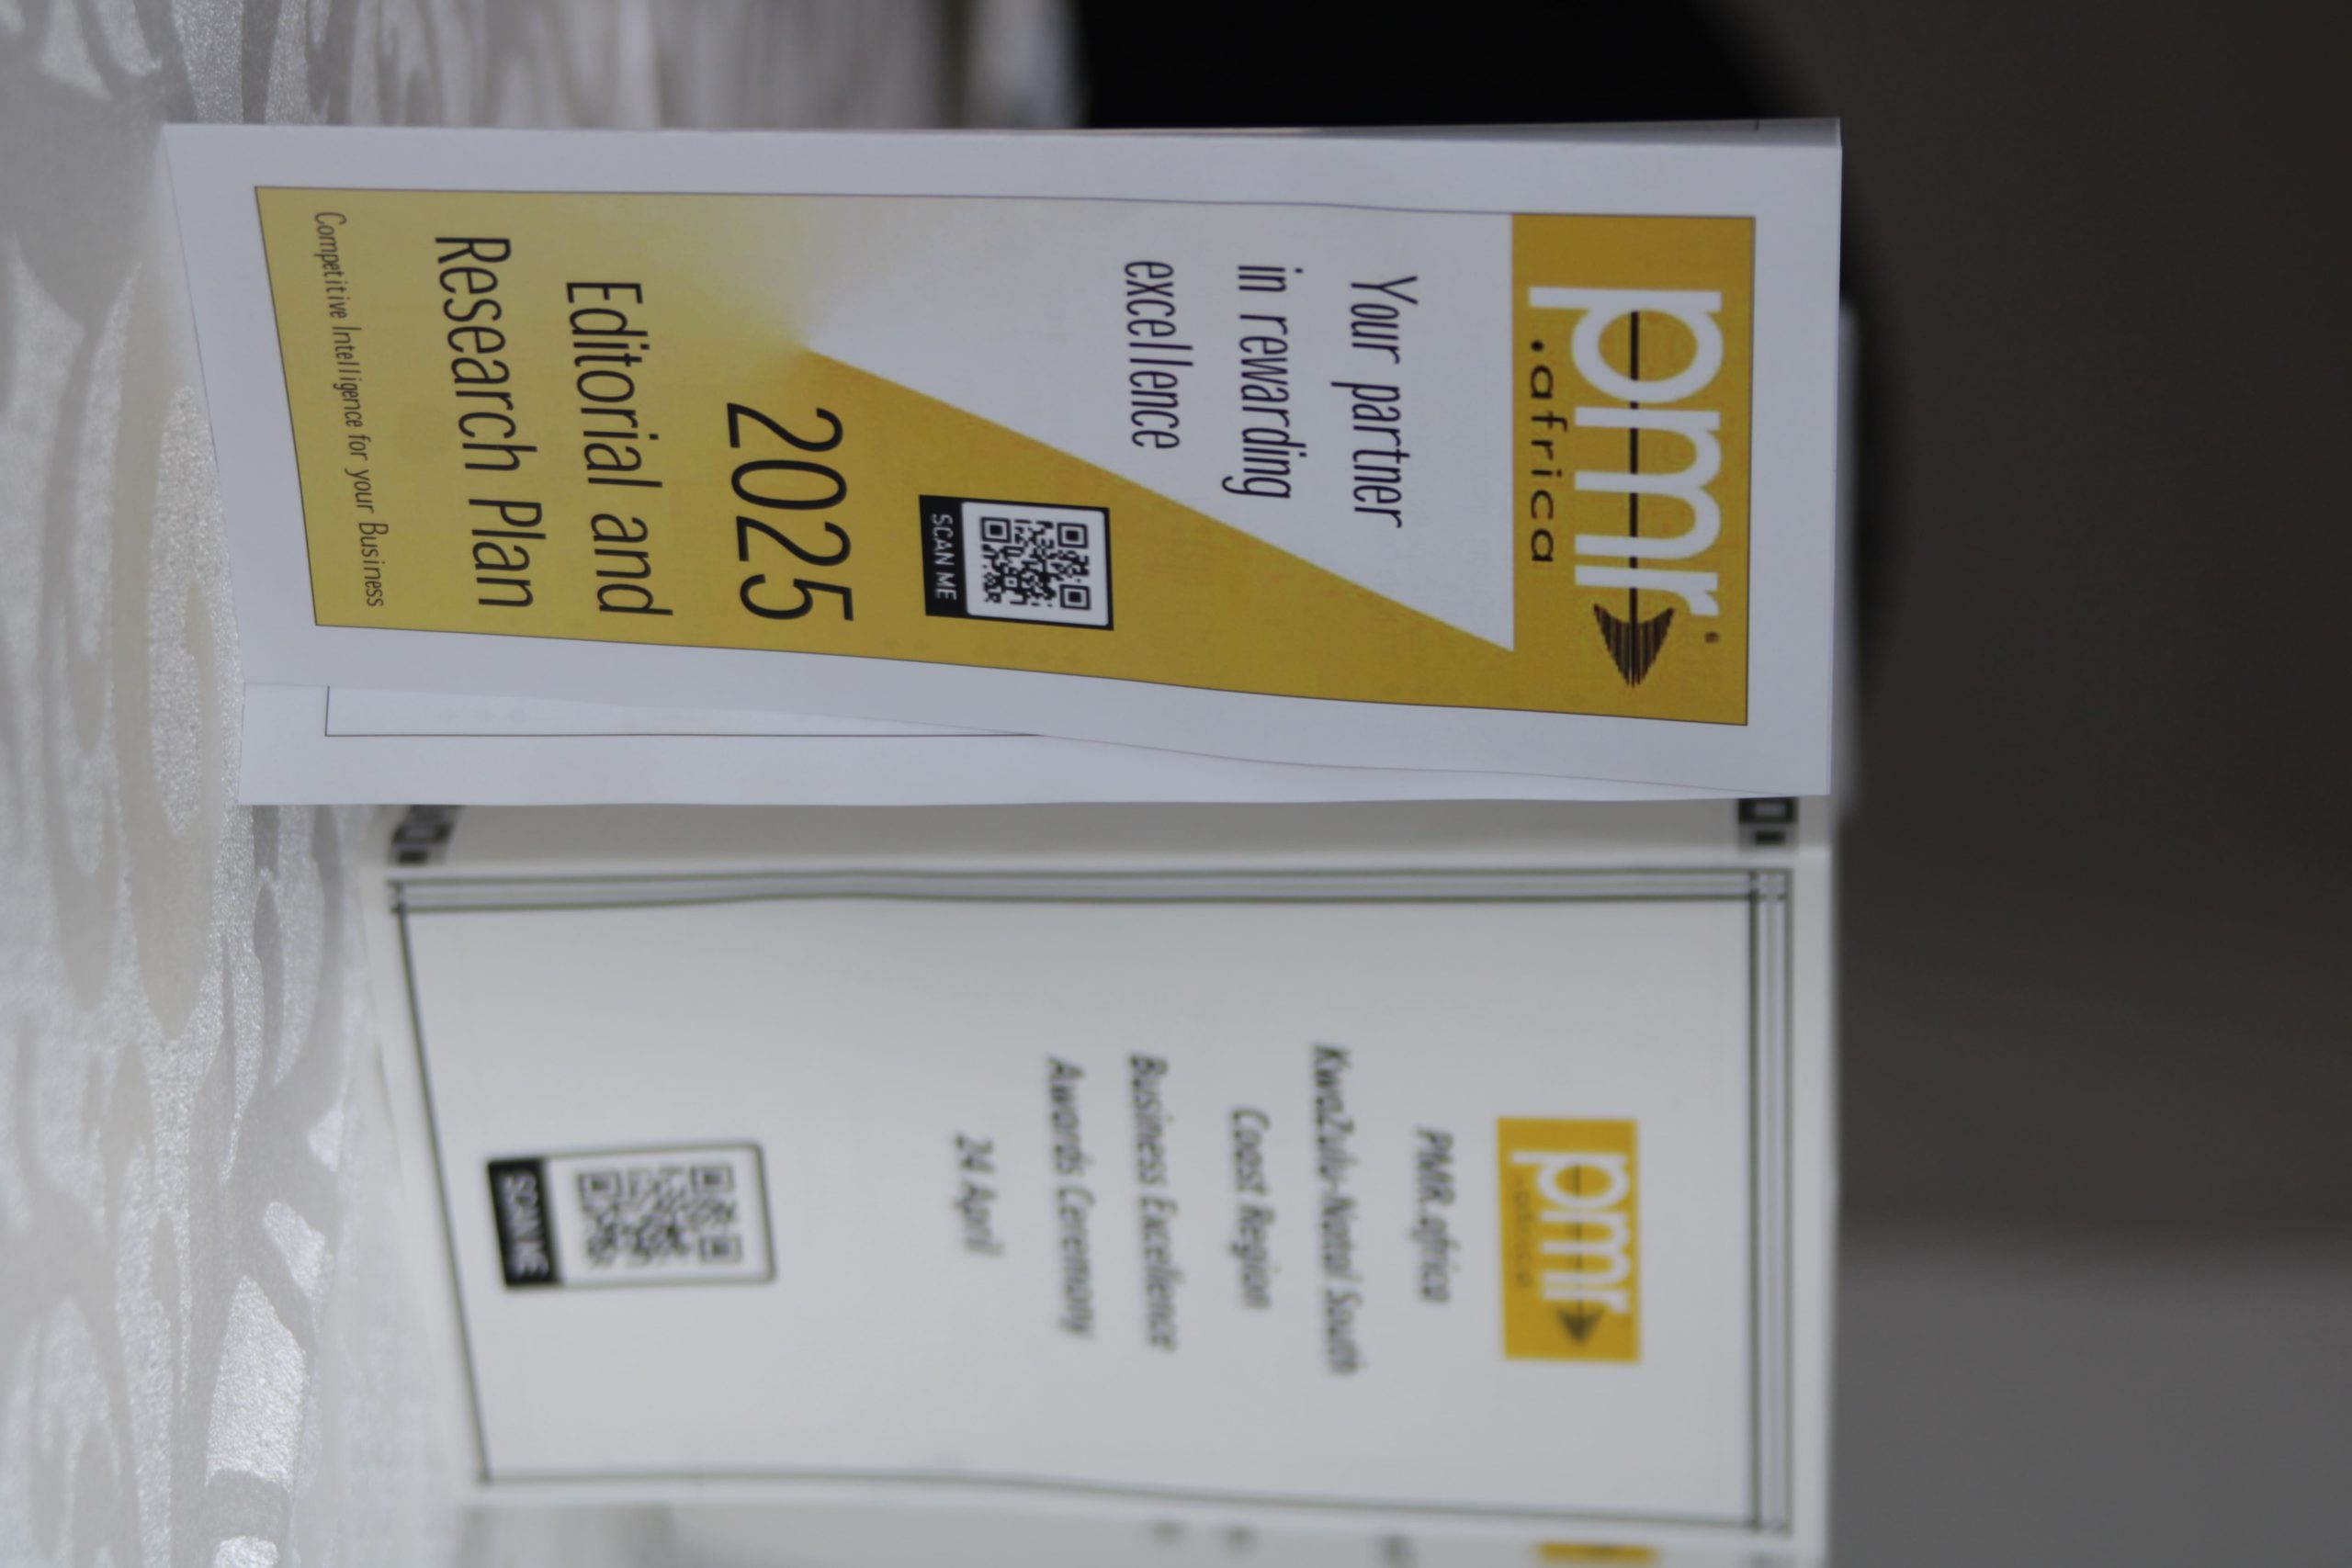 pmr
.africa
Your partner
in rewarding
excellence
SCAN ME
2025
Editorial and
Research Plan
Competitive Intelligence for your Business
pmr
.africa
PMR.africa
KwaZulu-Natal South
Coast Region
Business Excellence
Awards Ceremony
24 April
SCAN ME